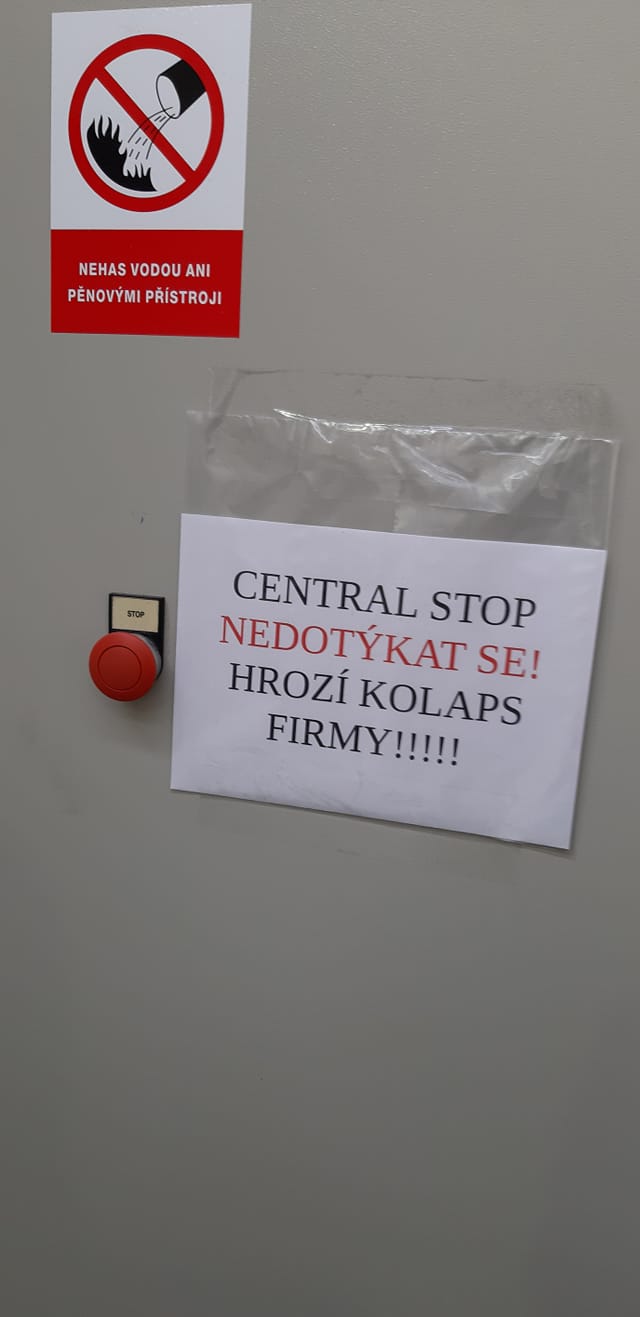 NEHAS VODOU ANI
PĚNOVÝMI PŘÍSTROJI
STOP
CENTRAL STOP
NEDOTÝKAT SE!
HROZÍ KOLAPS
FIRMY!!!!!